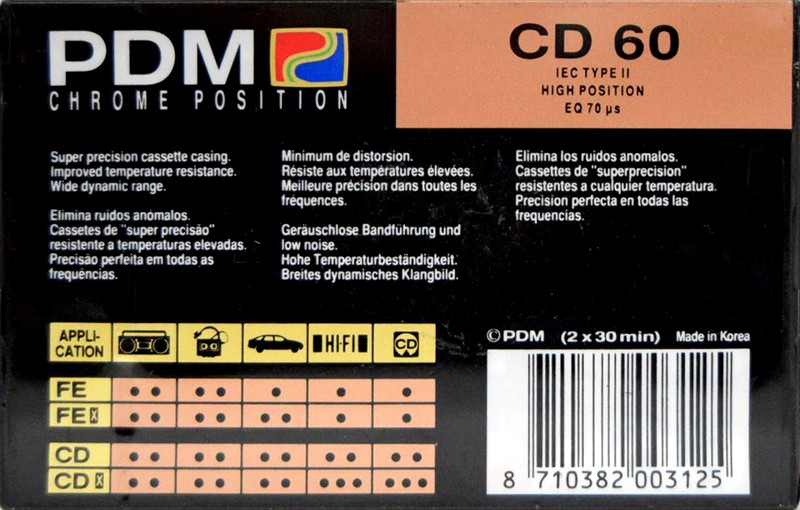 PDM
CHROME POSITION
CD 60
IEC TYPE II
HIGH POSITION
EQ 70 µs
Super precision cassette casing.
Improved temperature resistance.
Wide dynamic range.
Elimina ruidos anómalos.
Cassetes de "super precisão"
resistente a temperaturas elevadas.
Precisão perfeita em todas as
frequências.
Minimum de distorsion.
Résiste aux températures élevées.
Meilleure précision dans toutes les
fréquences.
Geräuschlose Bandführung und
low noise.
Hohe Temperaturbeständigkeit.
Breites dynamisches Klangbild.
Elimina los ruidos anomalos.
Cassettes de "superprecision"
resistentes a cualquier temperatura.
Precision perfecta en todas las
frequencias.
APPLI-
CATION
HI-FI
CD
FE
FE X
CD
CD X
© PDM (2 x 30 min) Made in Korea
8 710382 003125